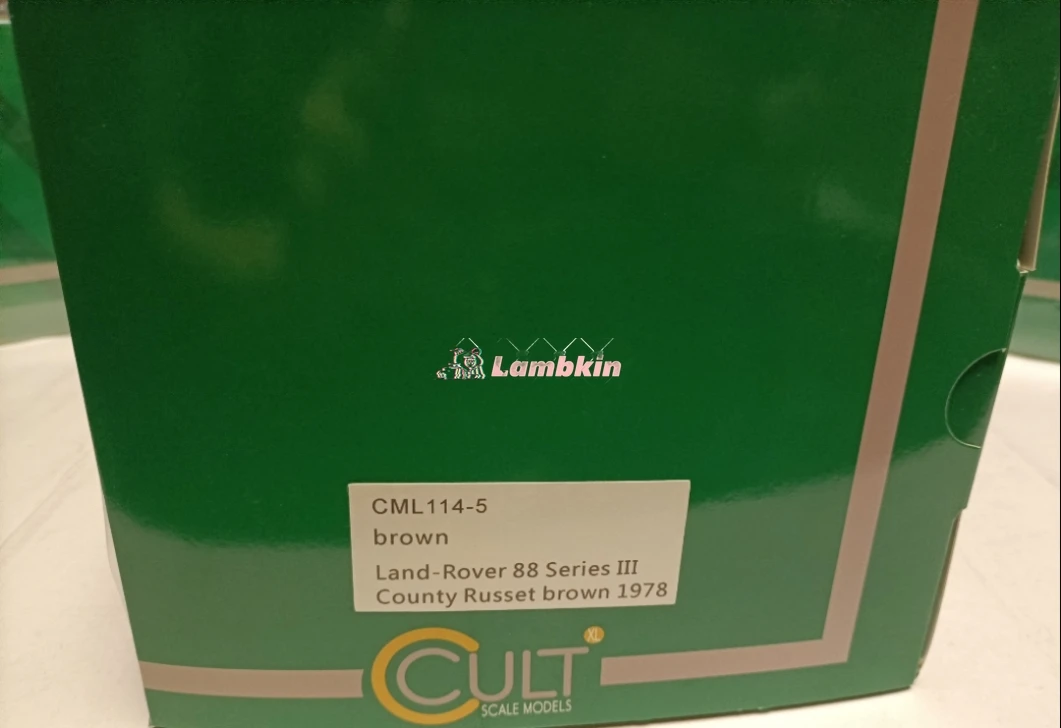 Lambkin
CML114-5
brown
Land-Rover 88 Series III
County Russet brown 1978
XL
CULT
SCALE MODELS